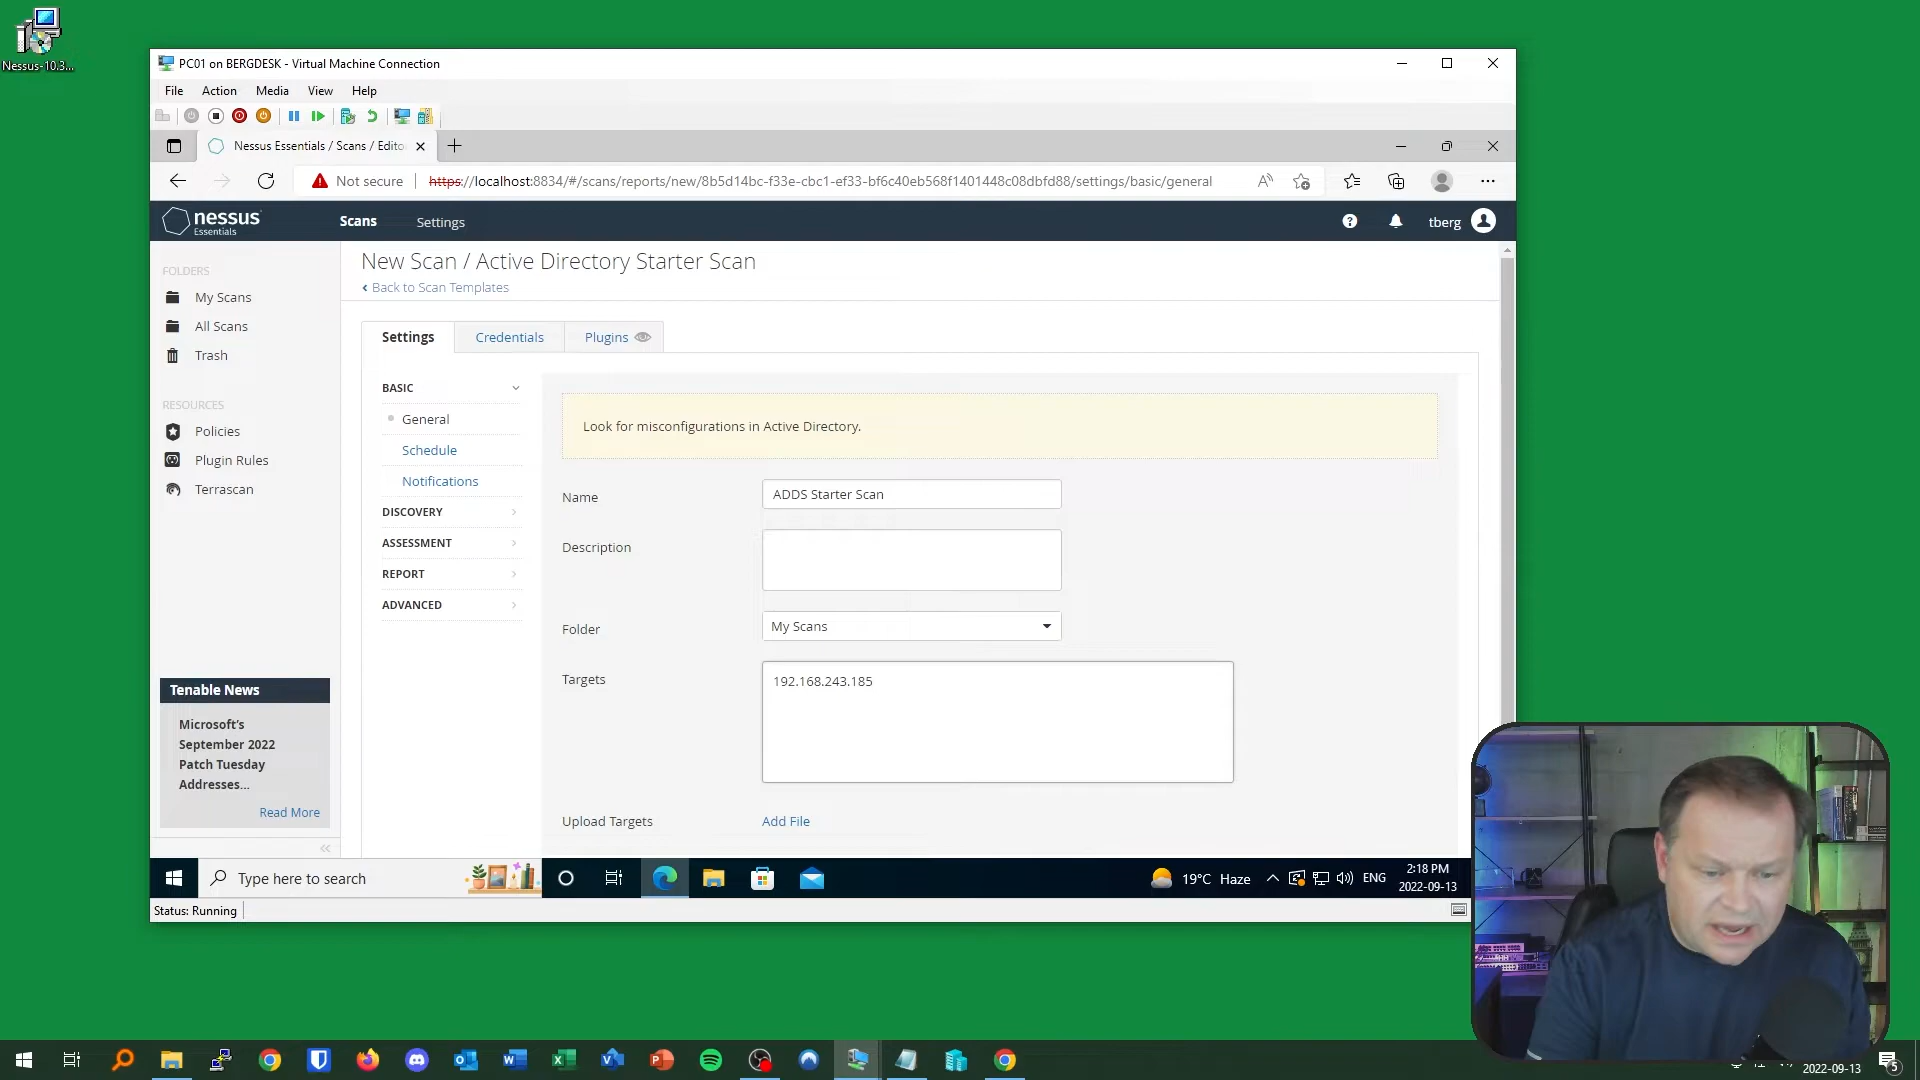 Nessus-10.3...
PC01 on BERGDESK - Virtual Machine Connection
File Action Media View Help
Nessus Essentials / Scans / Edito
Not secure https://localhost:8834/#/scans/reports/new/8b5d14bc-f33e-cbc1-ef33-bf6c40eb568f1401448c08dbfd88/settings/basic/general
nessus
Essentials
Scans Settings
tberg
FOLDERS
My Scans
All Scans
Trash
RESOURCES
Policies
Plugin Rules
Terrascan
Tenable News
Microsoft's
September 2022
Patch Tuesday
Addresses...
Read More
New Scan / Active Directory Starter Scan
Back to Scan Templates
Settings Credentials Plugins
BASIC
General
Schedule
Notifications
DISCOVERY
ASSESSMENT
REPORT
ADVANCED
Look for misconfigurations in Active Directory.
Name ADDS Starter Scan
Description
Folder My Scans
Targets 192.168.243.185
Upload Targets Add File
Type here to search
19°C Haze
ENG
2:18 PM
2022-09-13
Status: Running
2022-09-13
5